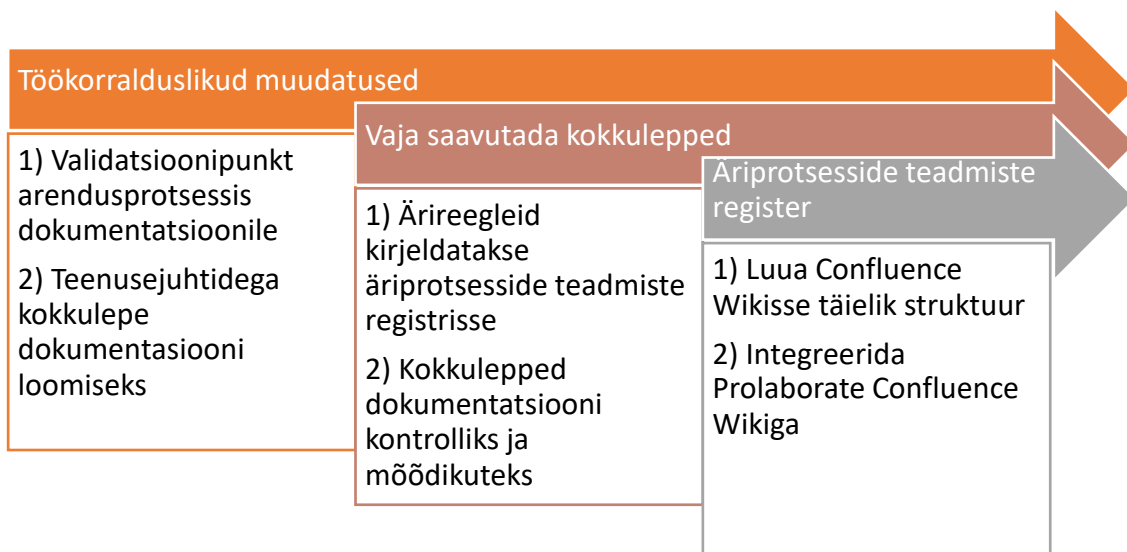 Töökorralduslikud muudatused
1) Validatsioonipunkt
arendusprotsessis
dokumentatsioonile
2) Teenusejuhtidega
kokkulepe
dokumentasiooni
loomiseks
Vaja saavutada kokkulepped
1) Ärireegleid
kirjeldatakse
äriprotsesside teadmiste
registrisse
2) Kokkulepped
dokumentatsiooni
kontrolliks ja
mõõdikuteks
Äriprotsesside teadmiste
register
1) Luua Confluence
Wikisse täielik struktuur
2) Integreerida
Prolaborate Confluence
Wikiga